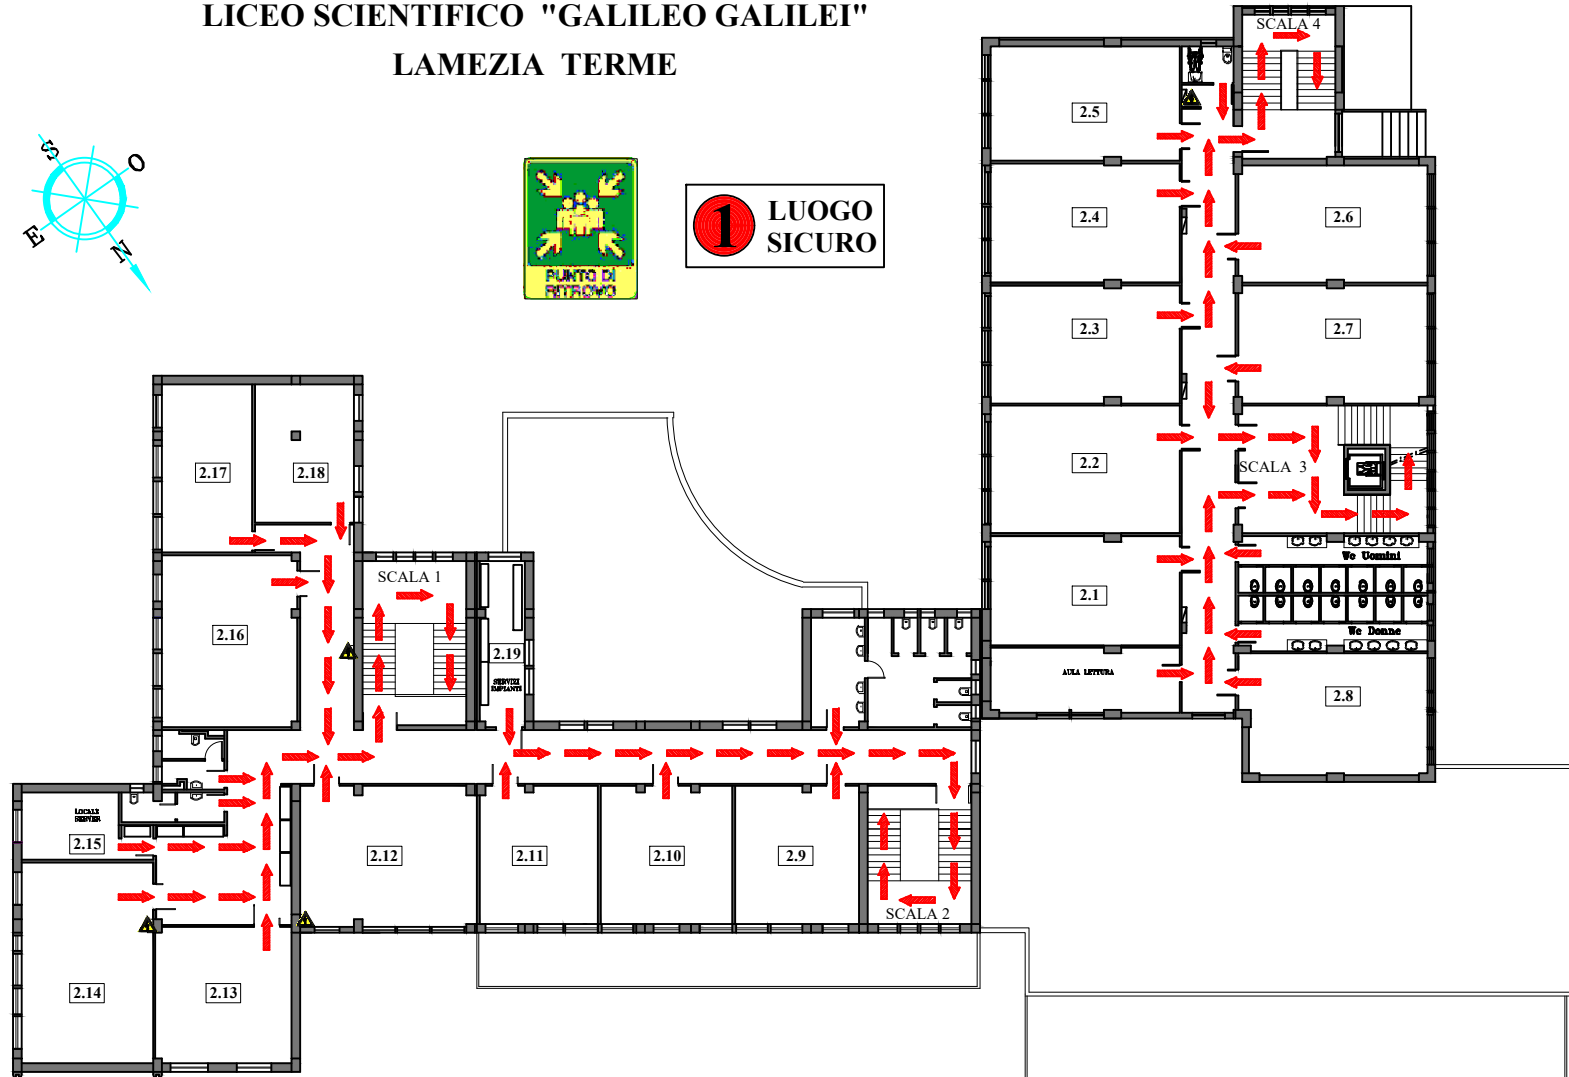 LICEO SCIENTIFICO "GALILEO GALILEI"
LAMEZIA TERME
S
O
E
N
PUNTO DI
RITROVO
1
LUOGO
SICURO
SCALA 4
2.5
2.4
2.6
2.3
2.7
2.2
SCALA 3
Wc Uomini
2.1
Wc Donne
AULA LETTURA
2.8
2.17
2.18
SCALA 1
2.16
2.19
SERVIZI
IMPIANTI
LOCALE
SERVER
2.15
2.12
2.11
2.10
2.9
SCALA 2
2.14
2.13